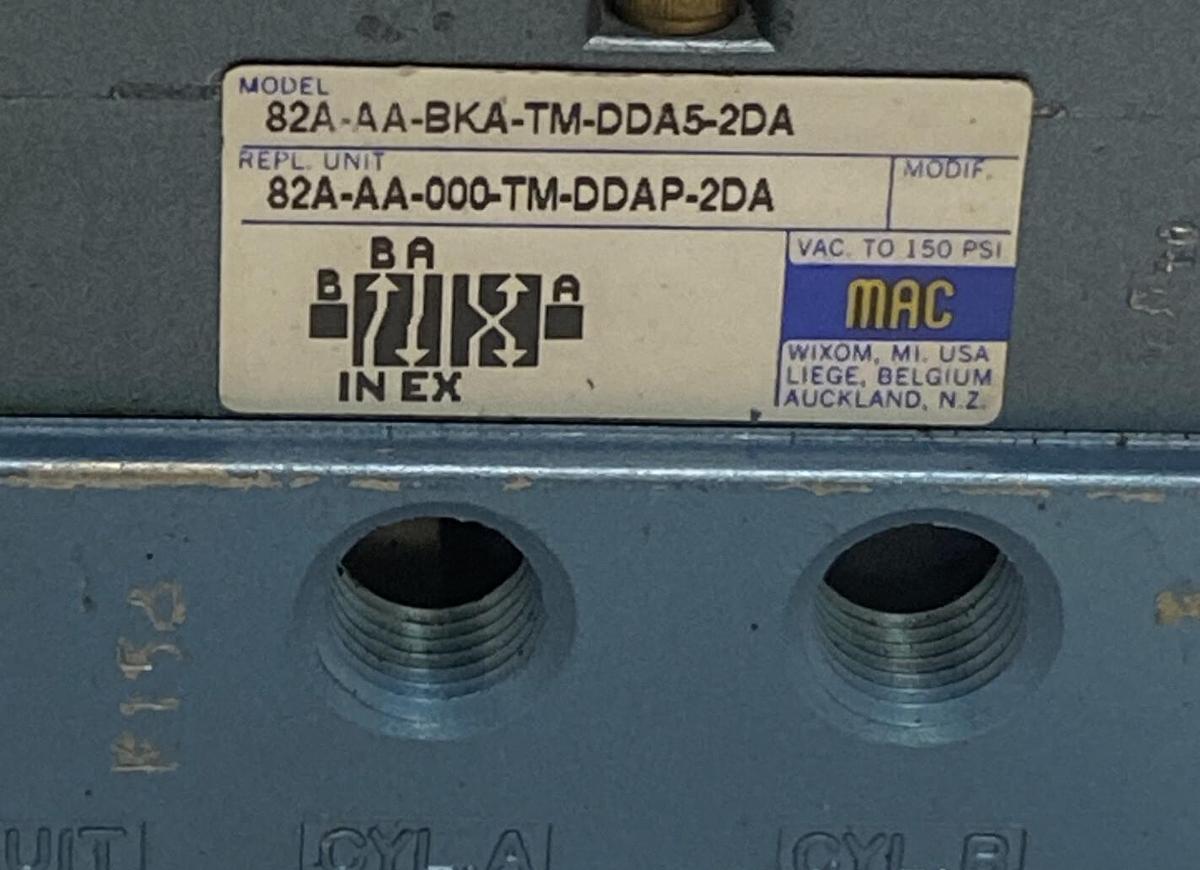 MODEL
82A-AA-BKA-TM-DDA5-2DA
REPL. UNIT
MODIF.
82A-AA-000-TM-DDAP-2DA
VAC. TO 150 PSI
B A
B
A
MAC
IN EX
WIXOM, MI. USA
LIEGE, BELGIUM
AUCKLAND, N.Z.
UIT
CYL. A
CYL. B